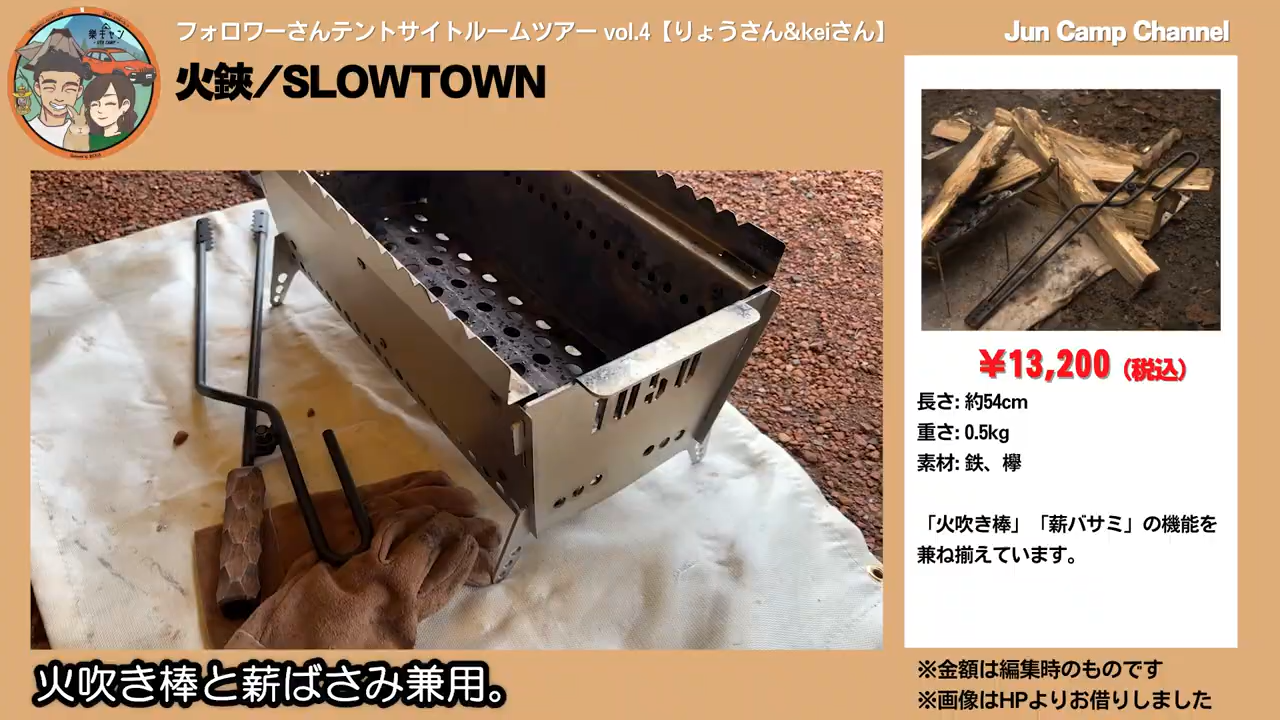 フォロワーさんテントサイトルームツアー vol.4【りょうさん&keiさん】
Jun Camp Channel
火鋏/SLOWTOWN
楽キャン
¥13,200（税込）
長さ: 約54cm
重さ: 0.5kg
素材: 鉄、欅
「火吹き棒」「薪バサミ」の機能を
兼ね揃えています。
火吹き棒と薪ばさみ兼用。
※金額は編集時のものです
※画像はHPよりお借りしました